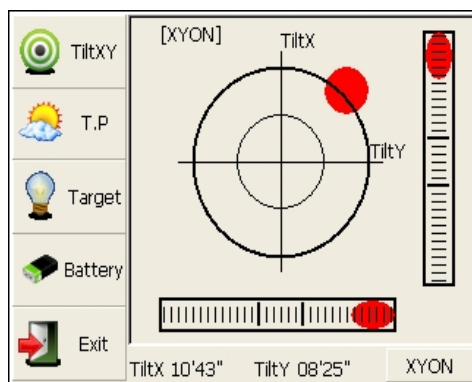 TiltXY
T.P
Target
Battery
Exit
[XYON]
TiltX
TiltY
TiltX 10'43" TiltY 08'25" XYON